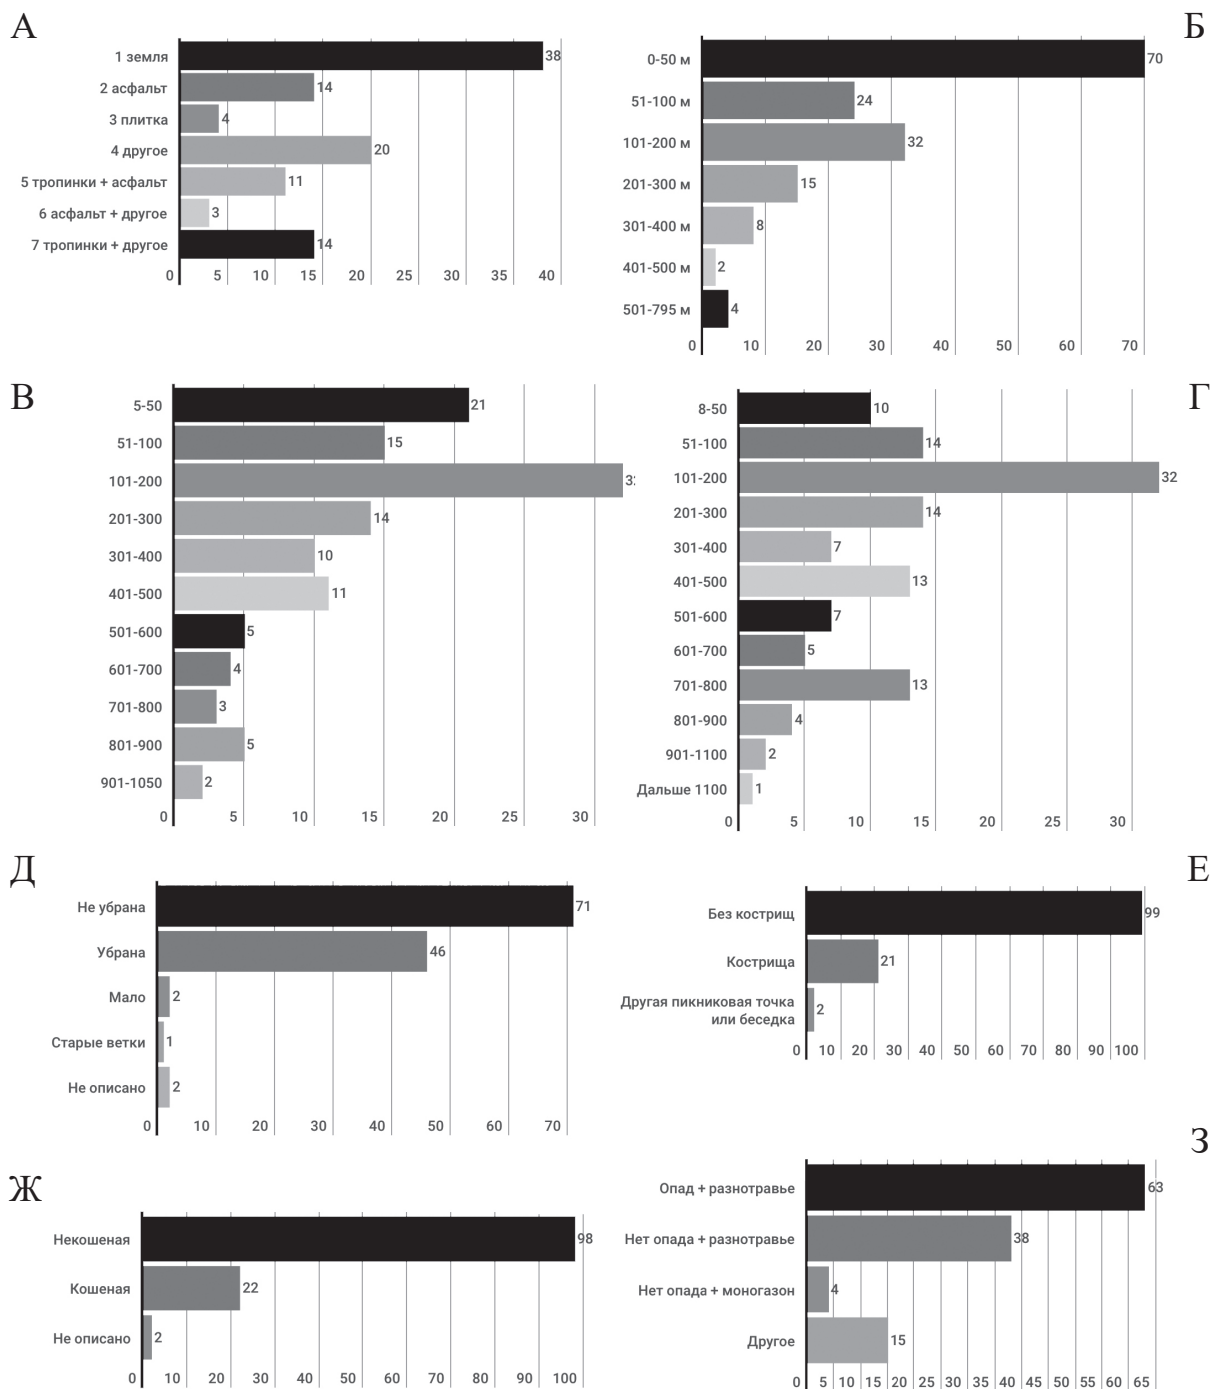 А
1 земля 38
2 асфальт 14
3 плитка 4
4 другое 20
5 тропинки + асфальт 11
6 асфальт + другое 3
7 тропинки + другое 14
0 5 10 15 20 25 30 35 40
Б
0-50 м 70
51-100 м 24
101-200 м 32
201-300 м 15
301-400 м 8
401-500 м 2
501-795 м 4
0 10 20 30 40 50 60 70
В
5-50 21
51-100 15
101-200
201-300 14
301-400 10
401-500 11
501-600 5
601-700 4
701-800 3
801-900 5
901-1050 2
0 5 10 15 20 25 30
Г
8-50 10
51-100 14
101-200 32
201-300 14
301-400 7
401-500 13
501-600 7
601-700 5
701-800 13
801-900 4
901-1100 2
Дальше 1100 1
0 5 10 15 20 25 30
Д
Не убрана 71
Убрана 46
Мало 2
Старые ветки 1
Не описано 2
0 10 20 30 40 50 60 70
Е
Без кострищ 99
Кострища 21
Другая пикниковая точка
или беседка 2
0 10 20 30 40 50 60 70 80 90 100
Ж
Некошеная 98
Кошеная 22
Не описано 2
0 10 20 30 40 50 60 70 80 90 100
З
Опад + разнотравье 63
Нет опада + разнотравье 38
Нет опада + моногазон 4
Другое 15
0 5 10 15 20 25 30 35 40 45 50 55 60 65